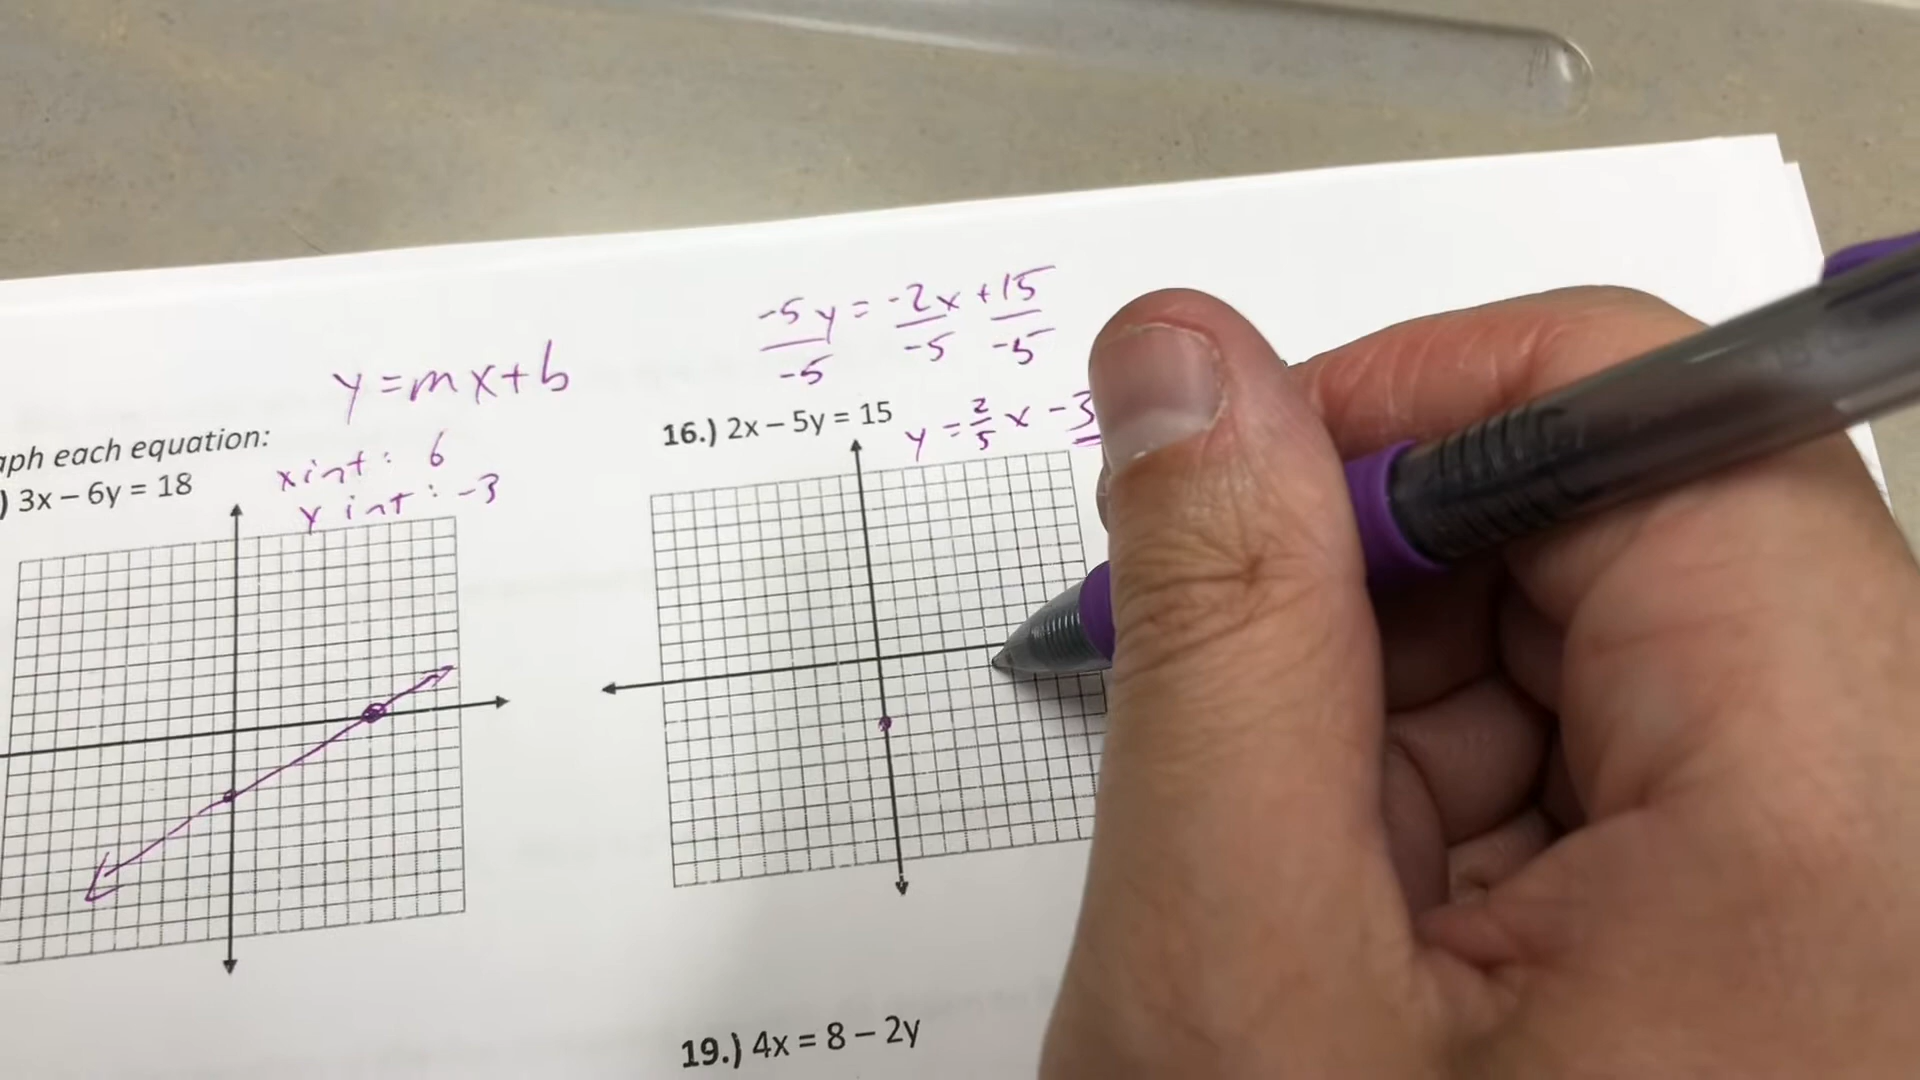 -5y = -2x + 15
-5 -5 -5
y = mx + b
16.) 2x – 5y = 15
y = 2/5 x - 3
each equation:
x int : 6
) 3x – 6y = 18
y int : -3
19.) 4x = 8 – 2y